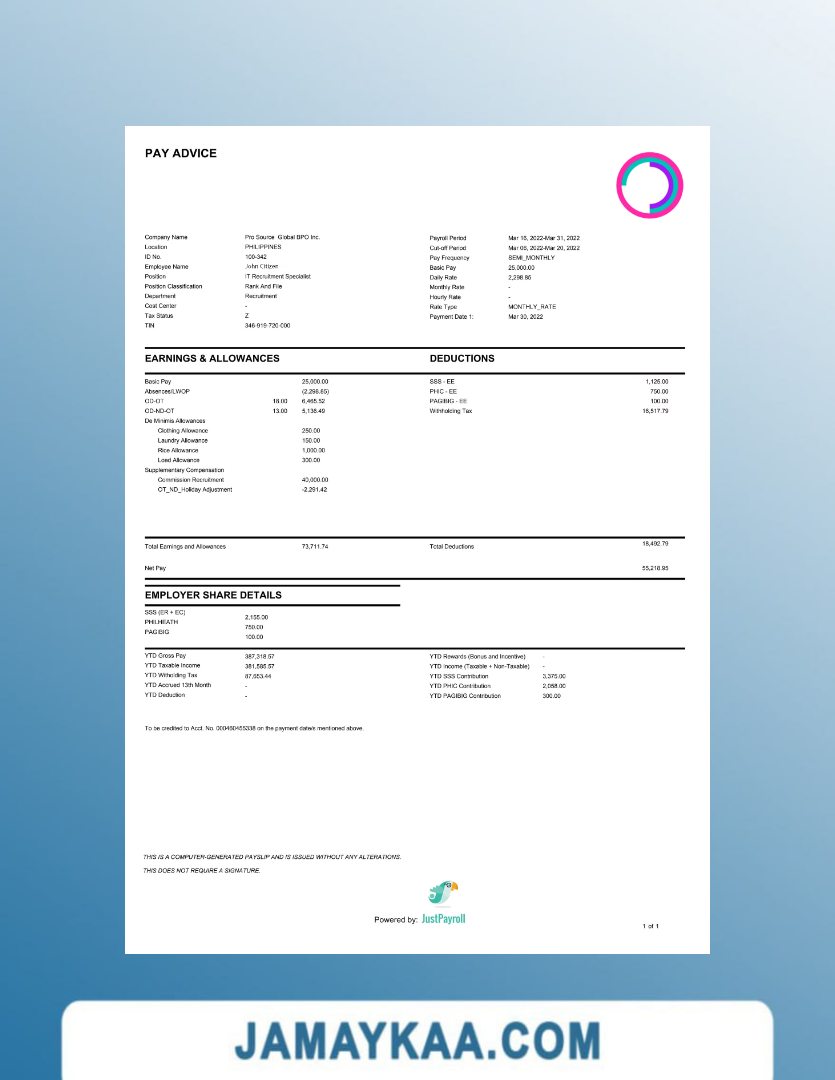 PAY ADVICE
Company Name Pro Source Global BPO Inc.
Location PHILIPPINES
ID No. 100-342
Employee Name John Citizen
Position IT Recruitment Specialist
Position Classification Rank And File
Department Recruitment
Cost Center -
Tax Status Z
TIN 346-919-720-000
Payroll Period Mar 16, 2022-Mar 31, 2022
Cut-off Period Mar 06, 2022-Mar 20, 2022
Pay Frequency SEMI_MONTHLY
Basic Pay 25,000.00
Daily Rate 2,298.85
Monthly Rate -
Hourly Rate -
Rate Type MONTHLY_RATE
Payment Date 1: Mar 30, 2022
EARNINGS & ALLOWANCES
Basic Pay 25,000.00
Absences/LWOP (2,298.85)
OD-OT 18.00 6,465.52
OD-ND-OT 13.00 5,136.49
De Minimis Allowances
Clothing Allowance 250.00
Laundry Allowance 150.00
Rice Allowance 1,000.00
Load Allowance 300.00
Supplementary Compensation
Commission Recruitment 40,000.00
OT_ND_Holiday Adjustment -2,291.42
DEDUCTIONS
SSS - EE 1,125.00
PHIC - EE 750.00
PAGIBIG - EE 100.00
Withholding Tax 16,517.79
Total Earnings and Allowances 73,711.74
Total Deductions 18,492.79
Net Pay 55,218.95
EMPLOYER SHARE DETAILS
SSS (ER + EC) 2,155.00
PHILHEATH 750.00
PAGIBIG 100.00
YTD Gross Pay 387,318.57
YTD Taxable Income 381,585.57
YTD Witholding Tax 87,653.44
YTD Accrued 13th Month -
YTD Deduction -
YTD Rewards (Bonus and Incentive) -
YTD Income (Taxable + Non-Taxable) -
YTD SSS Contribution 3,375.00
YTD PHIC Contribution 2,058.00
YTD PAGIBIG Contribution 300.00
To be credited to Acct. No. 000460455338 on the payment date/s mentioned above.
THIS IS A COMPUTER-GENERATED PAYSLIP AND IS ISSUED WITHOUT ANY ALTERATIONS.
THIS DOES NOT REQUIRE A SIGNATURE.
Powered by: JustPayroll
1 of 1
JAMAYKAA.COM